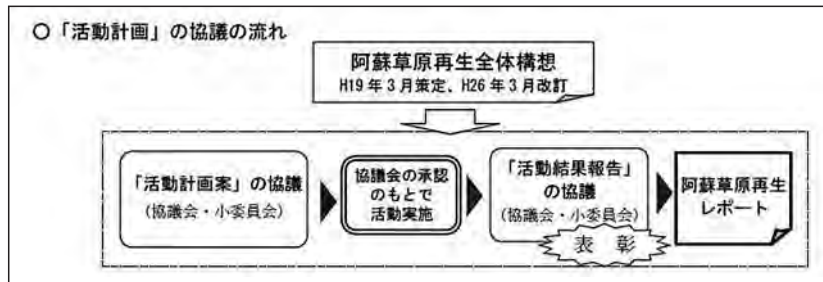 ○「活動計画」の協議の流れ
阿蘇草原再生全体構想
H19年3月策定、H26年3月改訂
「活動計画案」の協議
（協議会・小委員会）
協議会の承認
のもとで
活動実施
「活動結果報告」
の協議
（協議会・小委員会）
表 彰
阿蘇草原再生
レポート